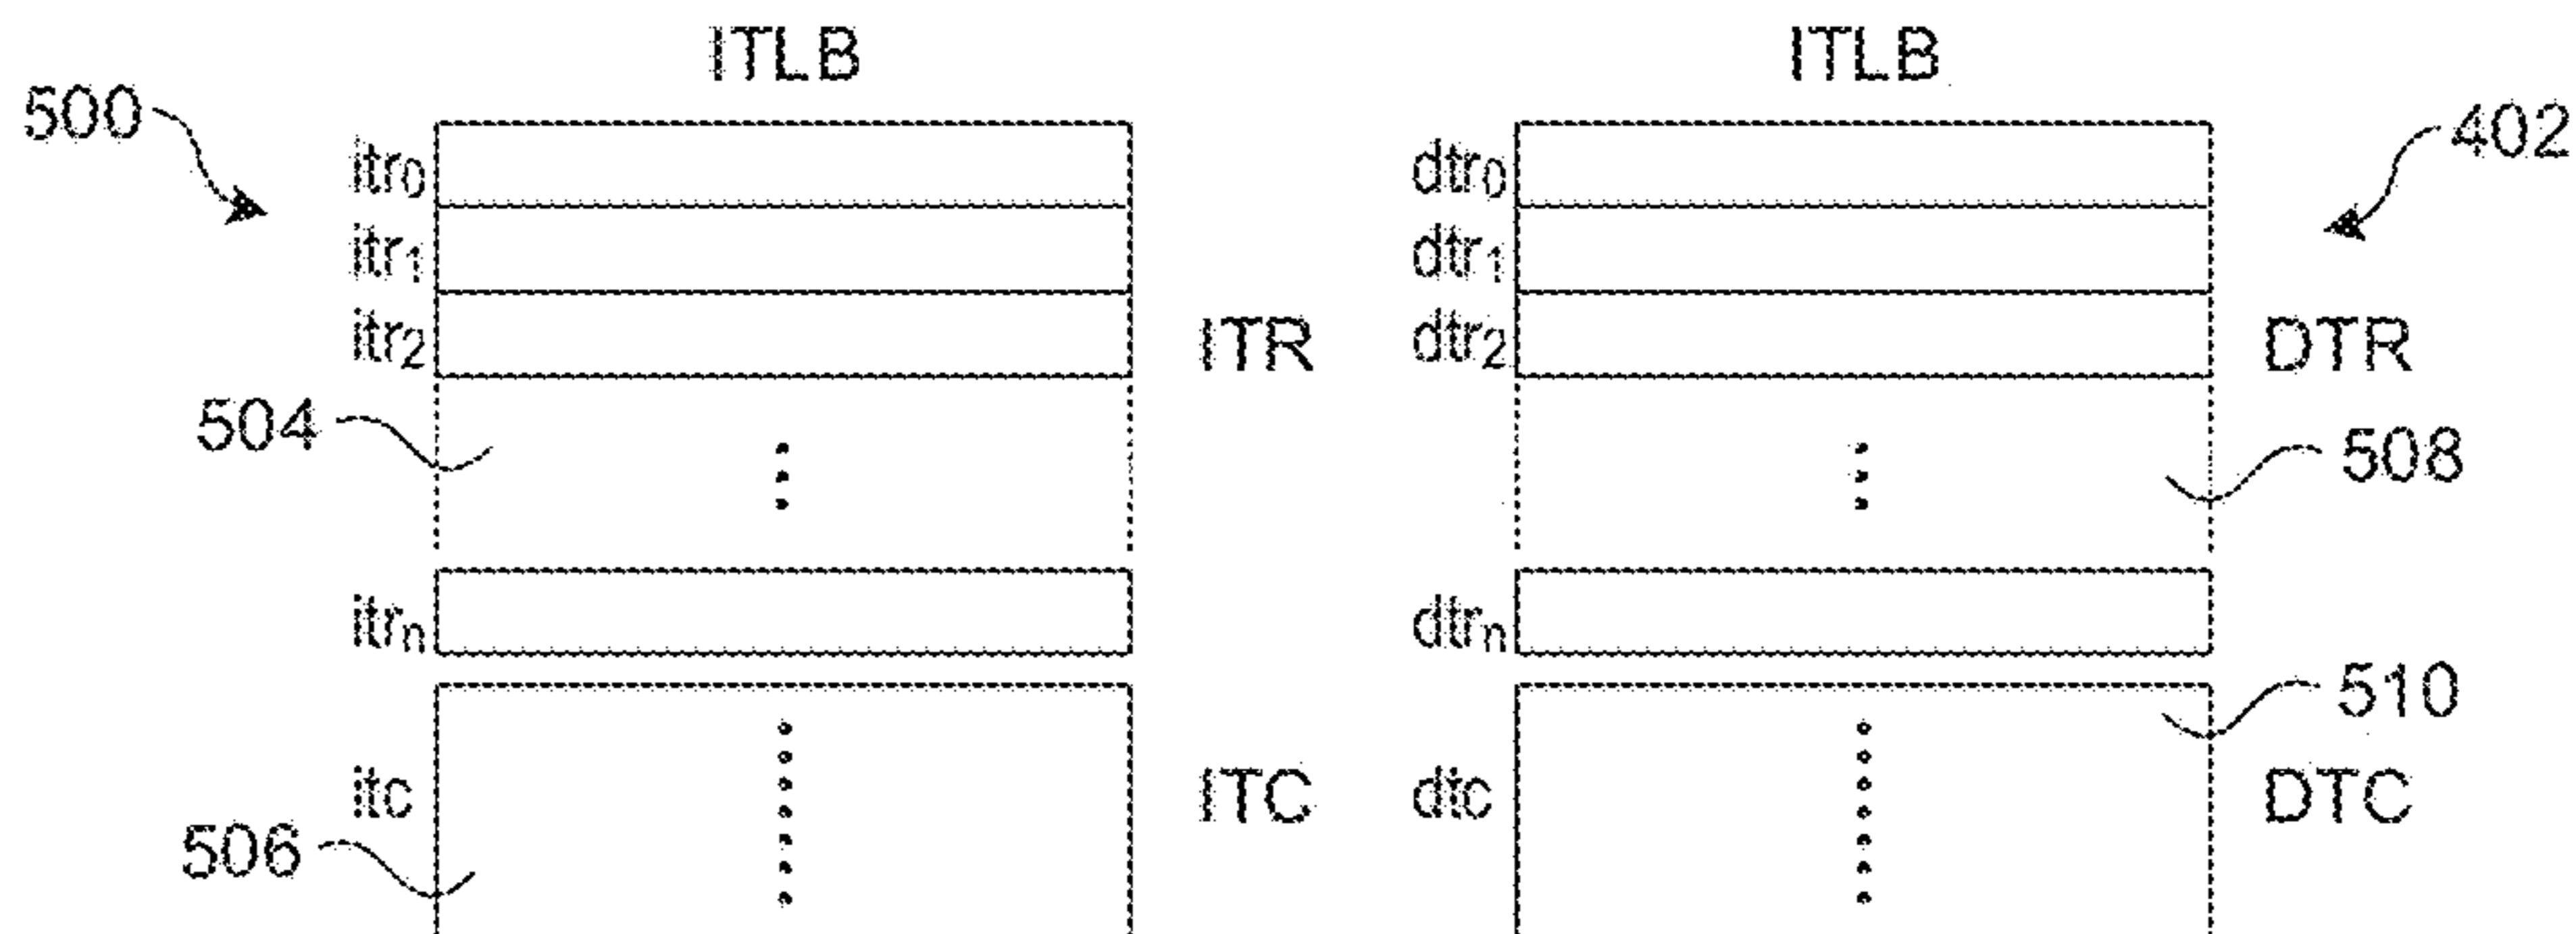 ITLB ITLB
500 402
itr0 dtr0
itr1 dtr1
itr2 ITR dtr2 DTR
504 508
itrn dtrn
510
itc ITC dtc DTC
506